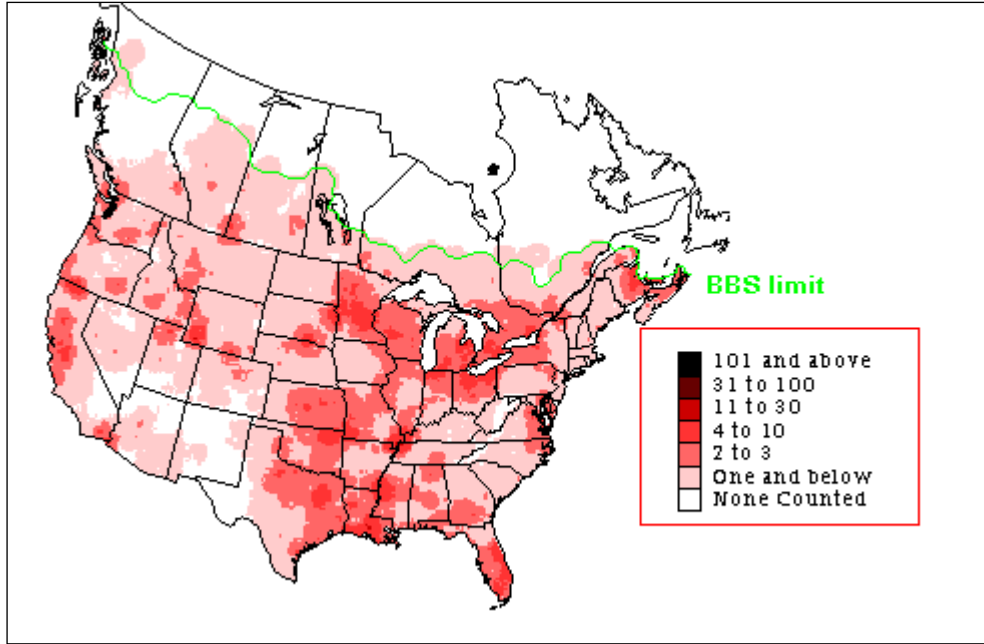 BBS limit
101 and above
31 to 100
11 to 30
4 to 10
2 to 3
One and below
None Counted